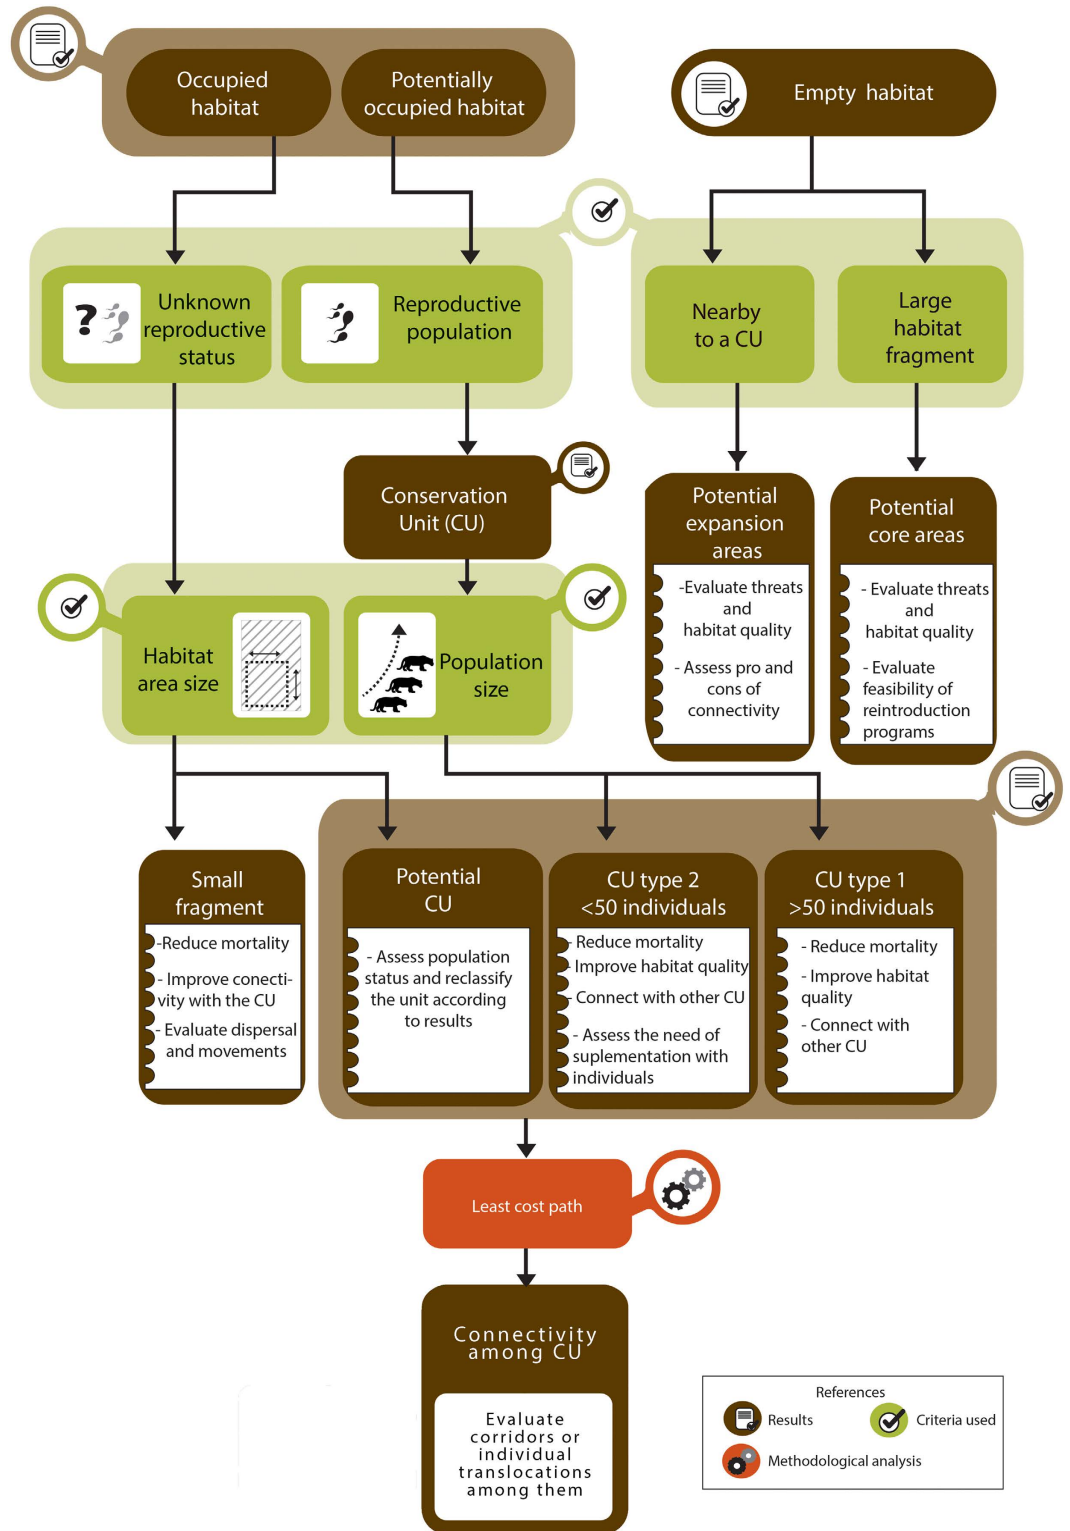 Occupied
habitat
Potentially
occupied habitat
Empty habitat
?
Unknown
reproductive
status
Reproductive
population
Nearby
to a CU
Large
habitat
fragment
Conservation
Unit (CU)
Potential
expansion
areas
-Evaluate threats
and
habitat quality
- Assess pro and
cons of
connectivity
Potential
core areas
- Evaluate threats
and
habitat quality
- Evaluate
feasibility of
reintroduction
programs
Habitat
area size
Population
size
Small
fragment
-Reduce mortality
- Improve conecti-
vity with the CU
- Evaluate dispersal
and movements
Potential
CU
- Assess population
status and reclassify
the unit according
to results
CU type 2
<50 individuals
- Reduce mortality
- Improve habitat quality
- Connect with other CU
- Assess the need of
suplementation with
individuals
CU type 1
>50 individuals
- Reduce mortality
- Improve habitat
quality
- Connect with
other CU
Least cost path
Connectivity
among CU
Evaluate
corridors or
individual
translocations
among them
References
Results
Criteria used
Methodological analysis